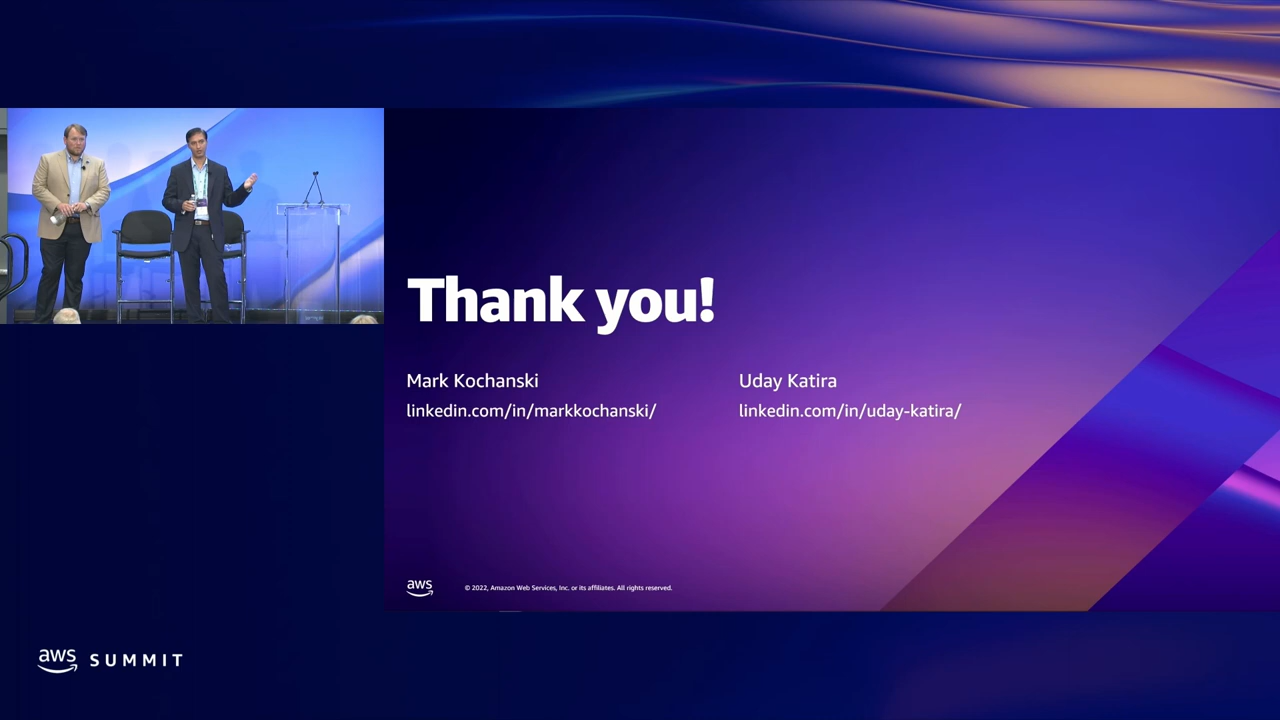 Thank you!
Mark Kochanski
linkedin.com/in/markkochanski/
Uday Katira
linkedin.com/in/uday-katira/
aws
© 2022, Amazon Web Services, Inc. or its affiliates. All rights reserved.
aws SUMMIT